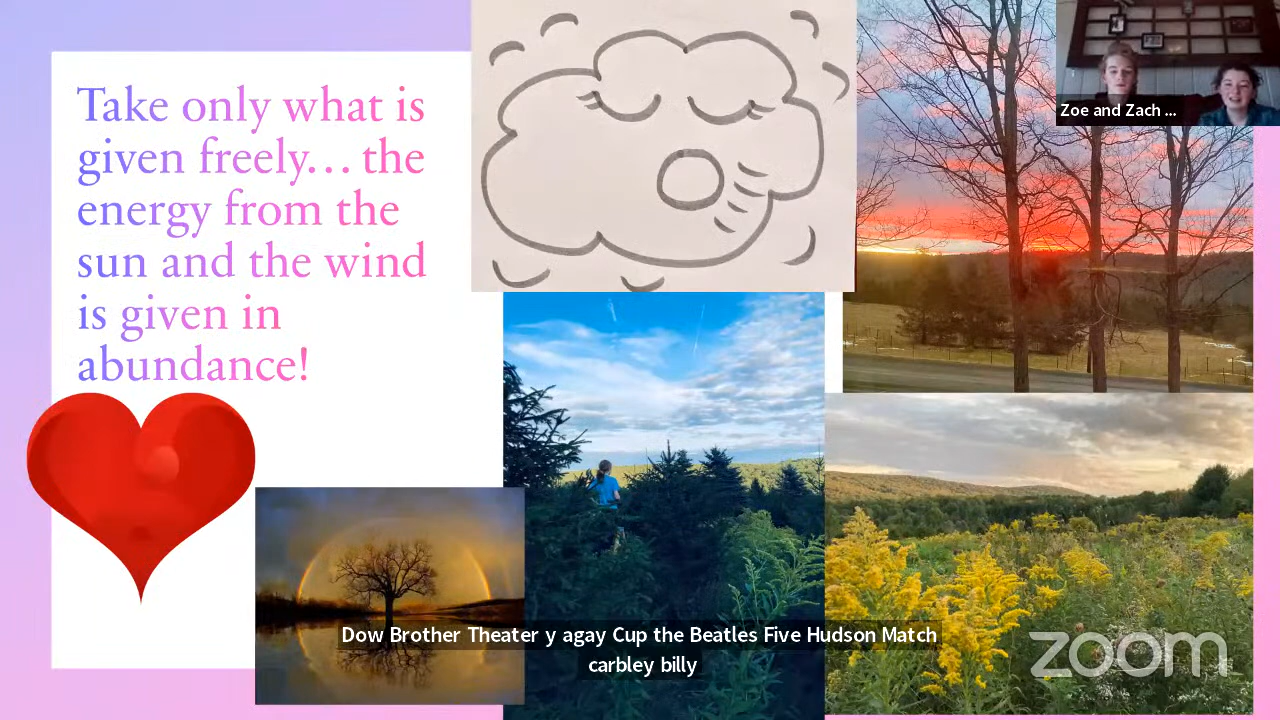 Take only what is
given freely... the
energy from the
sun and the wind
is given in
abundance!
Zoe and Zach ...
Dow Brother Theater y agay Cup the Beatles Five Hudson Match
carbley billy
zoom